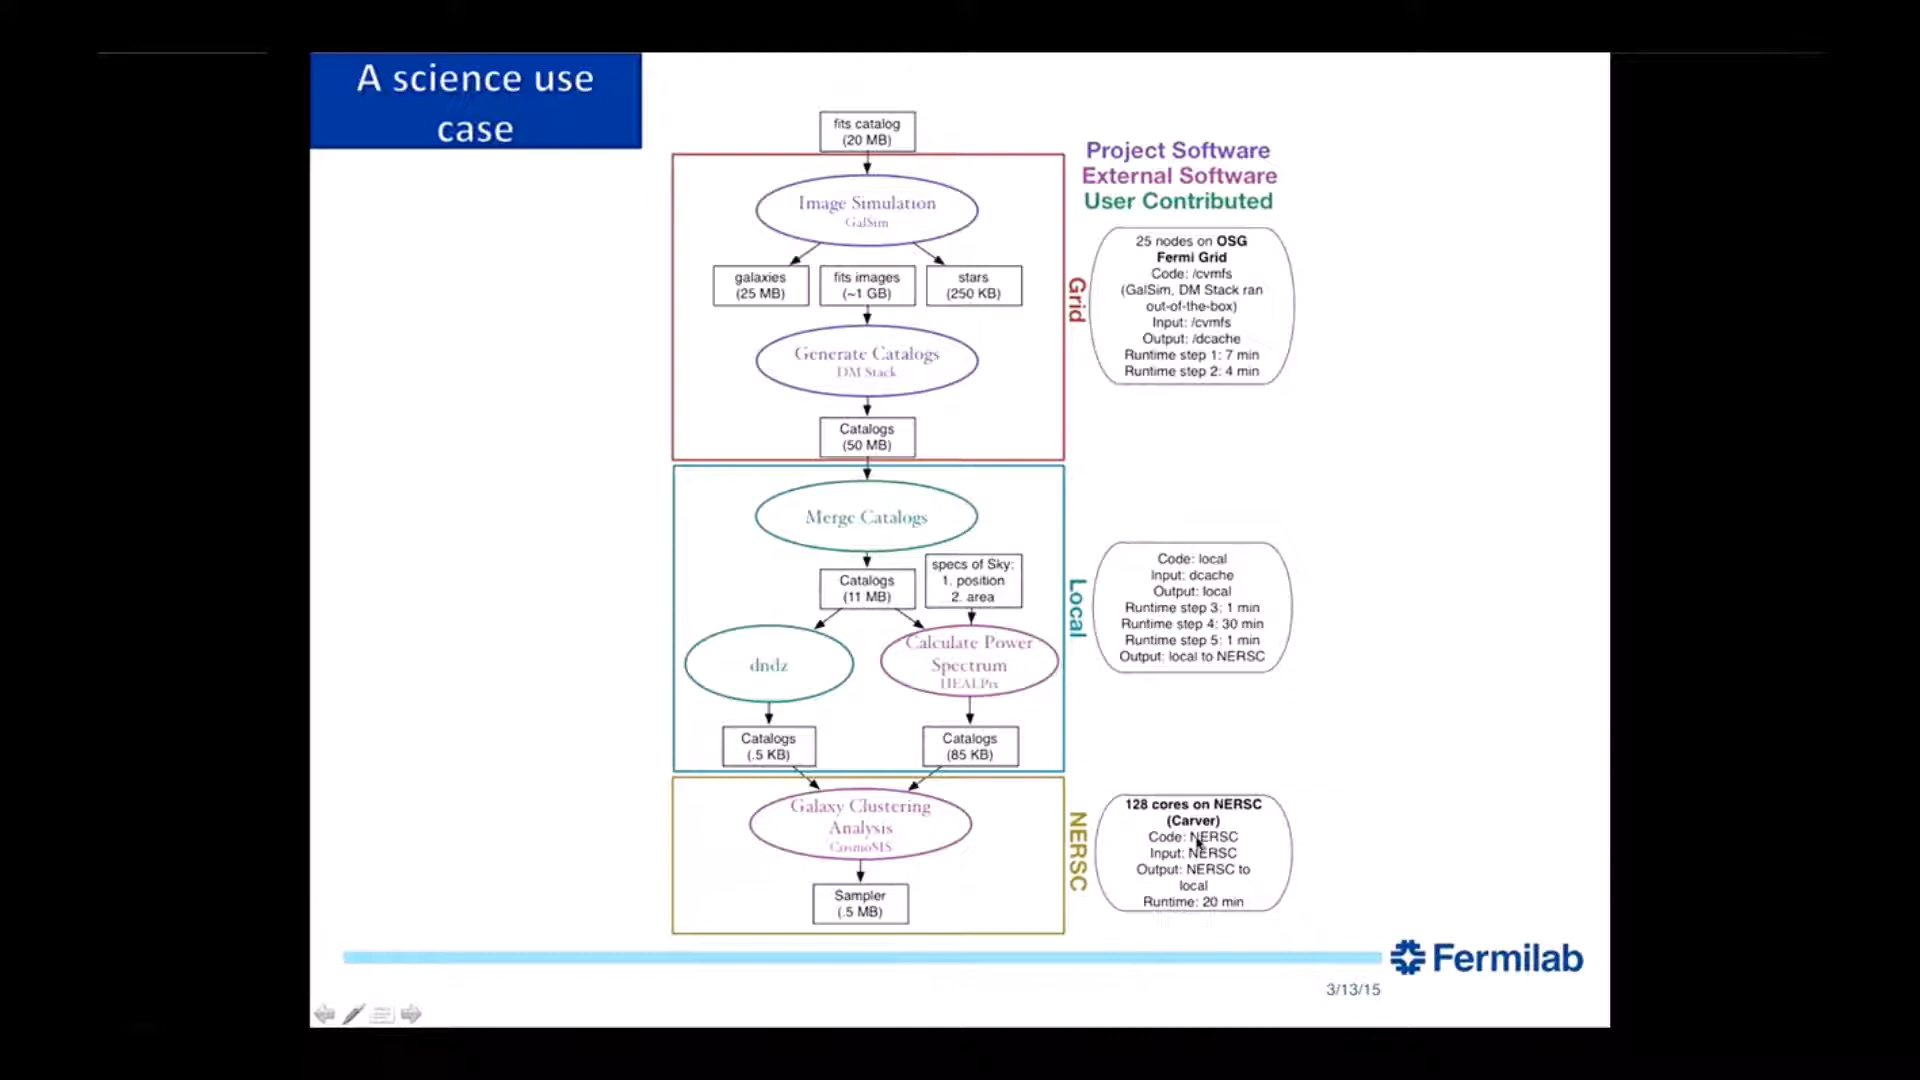 A science use
case
fits catalog
(20 MB)
Project Software
External Software
User Contributed
Image Simulation
GalSim
galaxies
(25 MB)
fits images
(~1 GB)
stars
(250 KB)
Generate Catalogs
DM Stack
Catalogs
(50 MB)
Grid
25 nodes on OSG
Fermi Grid
Code: /cvmfs
(GalSim, DM Stack ran
out-of-the-box)
Input: /cvmfs
Output: /dcache
Runtime step 1: 7 min
Runtime step 2: 4 min
Merge Catalogs
Catalogs
(11 MB)
specs of Sky:
1. position
2. area
dndz
Calculate Power
Spectrum
HEALPix
Catalogs
(.5 KB)
Catalogs
(85 KB)
Local
Code: local
Input: dcache
Output: local
Runtime step 3: 1 min
Runtime step 4: 30 min
Runtime step 5: 1 min
Output: local to NERSC
Galaxy Clustering
Analysis
CosmoSIS
Sampler
(.5 MB)
NERSC
128 cores on NERSC
(Carver)
Code: NERSC
Input: NERSC
Output: NERSC to
local
Runtime: 20 min
Fermilab
3/13/15